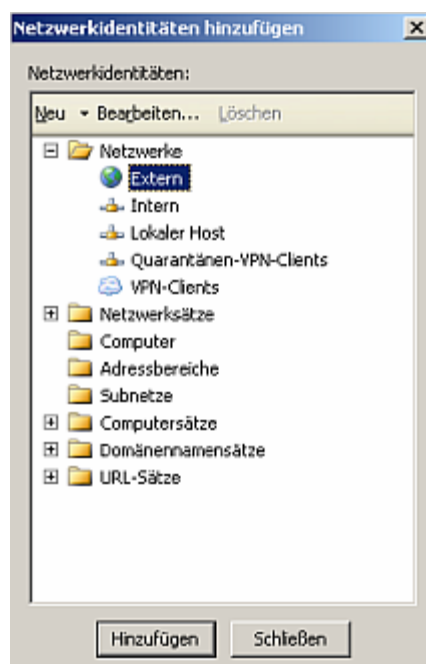 Netzwerkidentitäten hinzufügen
Netzwerkidentitäten:
Neu Bearbeiten... Löschen
Netzwerke
Extern
Intern
Lokaler Host
Quarantänen-VPN-Clients
VPN-Clients
Netzwerksätze
Computer
Adressbereiche
Subnetze
Computersätze
Domänennamensätze
URL-Sätze
Hinzufügen Schließen